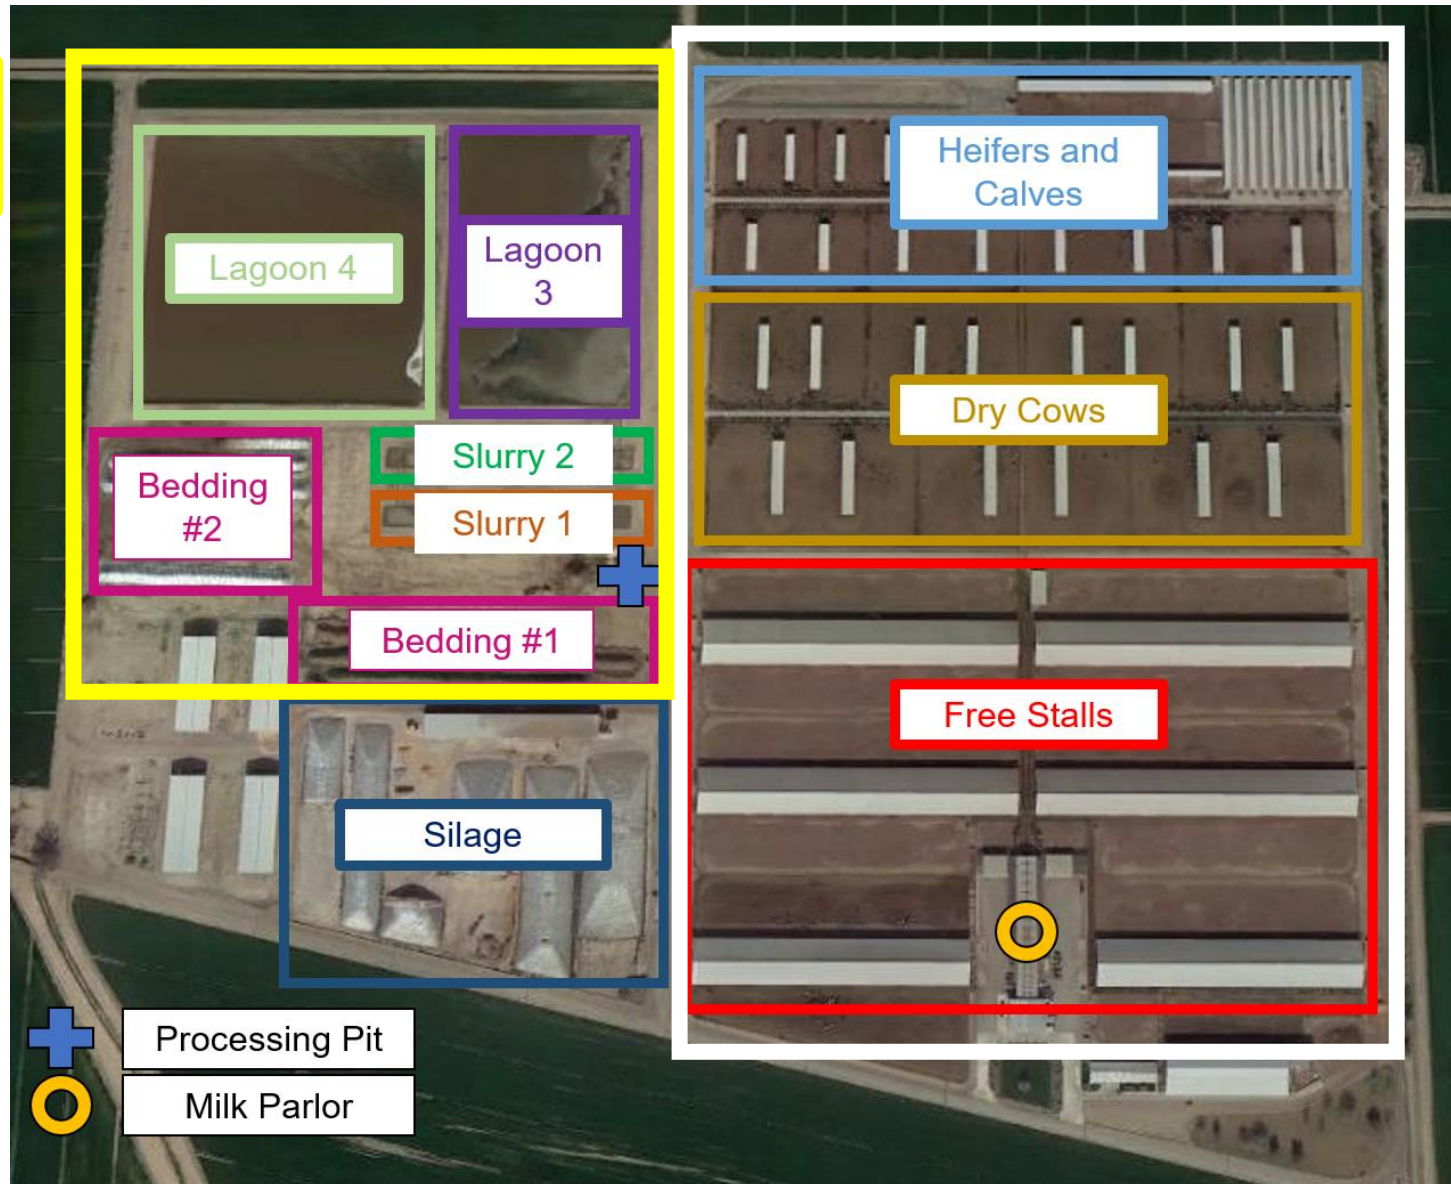 Heifers and
Calves
Lagoon 4
Lagoon
3
Dry Cows
Slurry 2
Bedding
#2
Slurry 1
Bedding #1
Free Stalls
Silage
Processing Pit
Milk Parlor